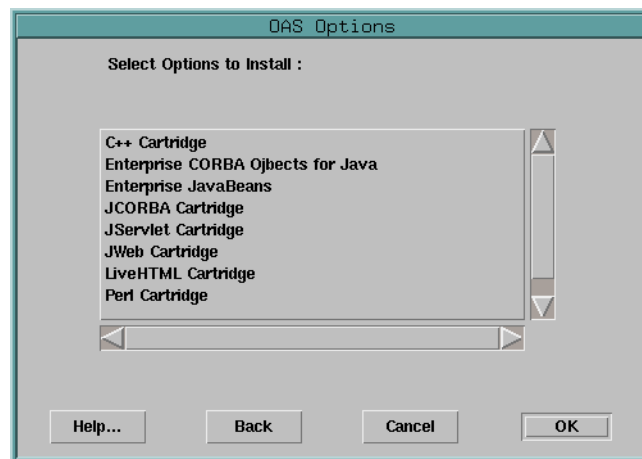 OAS Options
Select Options to Install :
C++ Cartridge
Enterprise CORBA Ojbects for Java
Enterprise JavaBeans
JCORBA Cartridge
JServlet Cartridge
JWeb Cartridge
LiveHTML Cartridge
Perl Cartridge
Help... Back Cancel OK